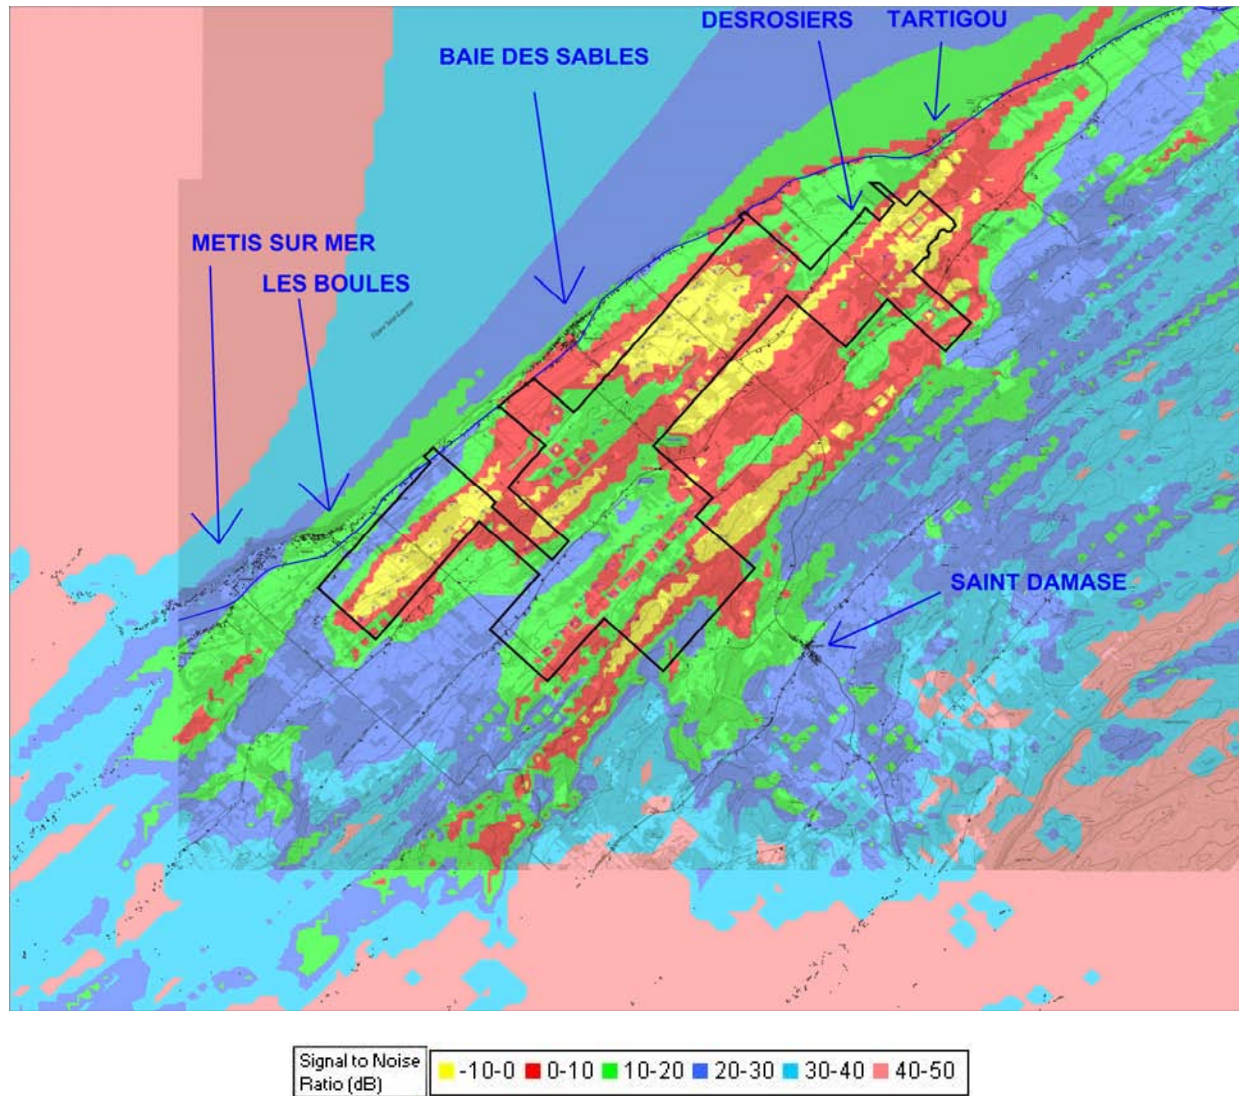 DESROSIERS
TARTIGOU
BAIE DES SABLES
METIS SUR MER
LES BOULES
SAINT DAMASE
Signal to Noise
Ratio (dB)
-10-0 0-10 10-20 20-30 30-40 40-50